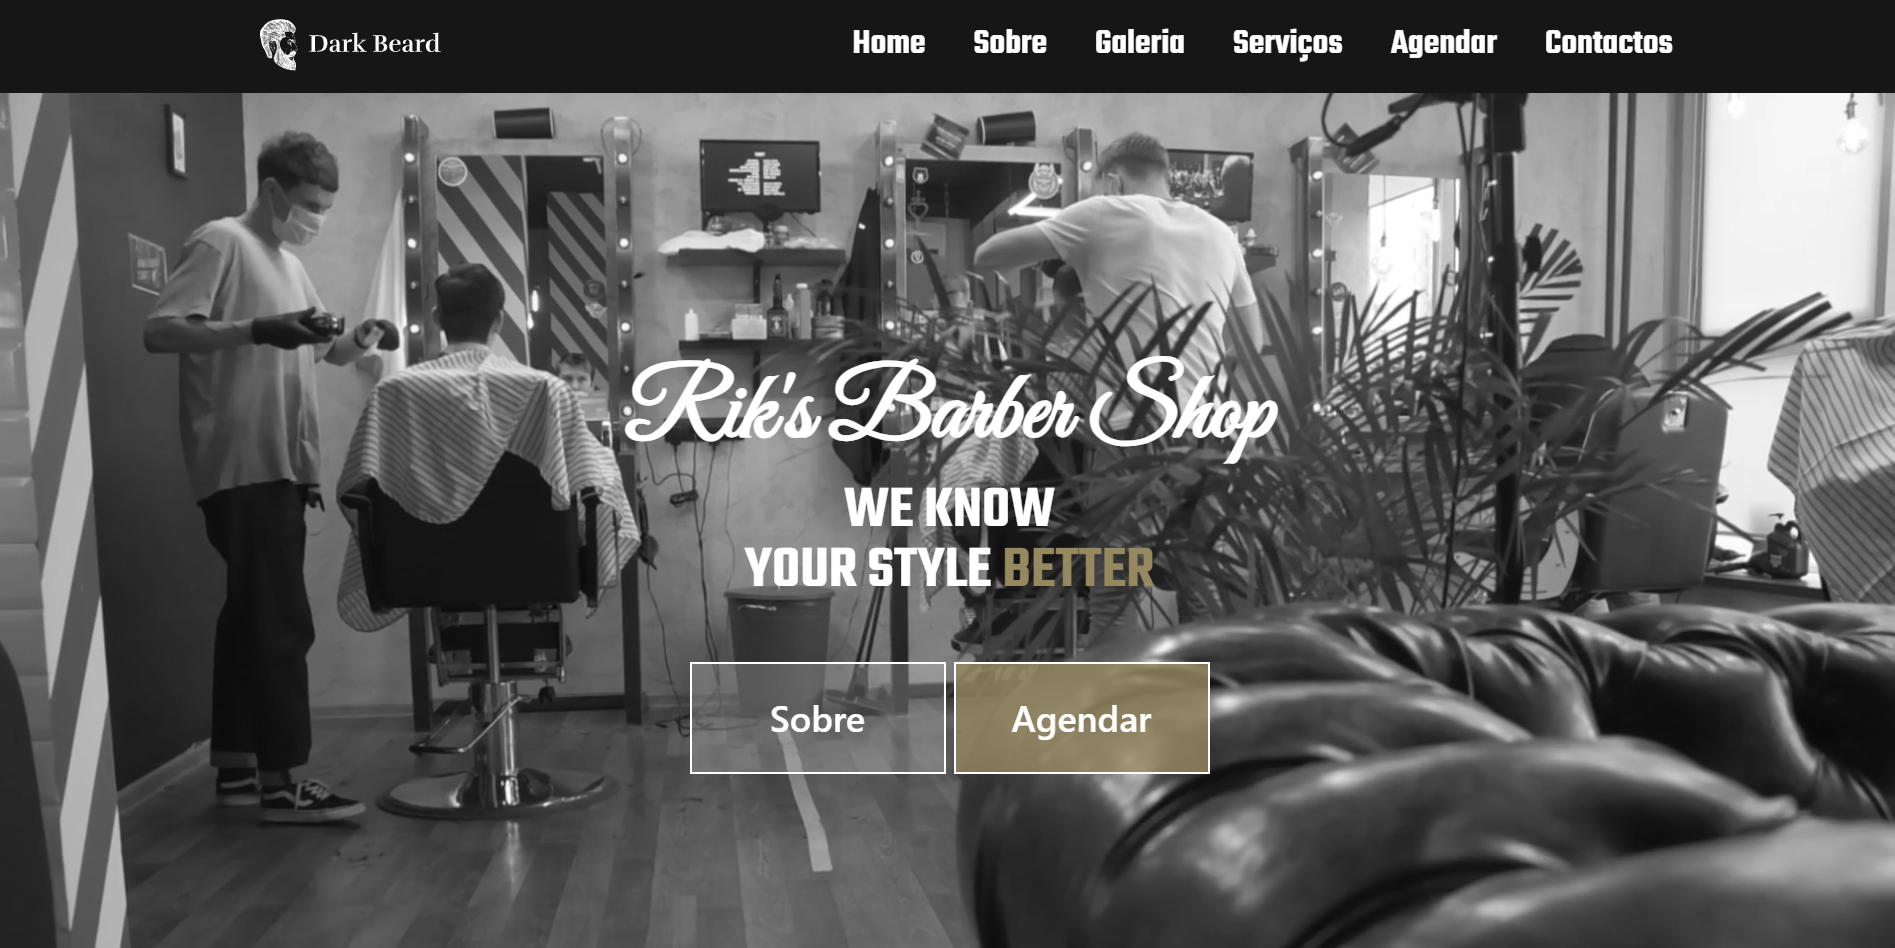 Dark Beard
Home Sobre Galeria Serviços Agendar Contactos
Rik's Barber Shop
WE KNOW
YOUR STYLE BETTER
Sobre Agendar